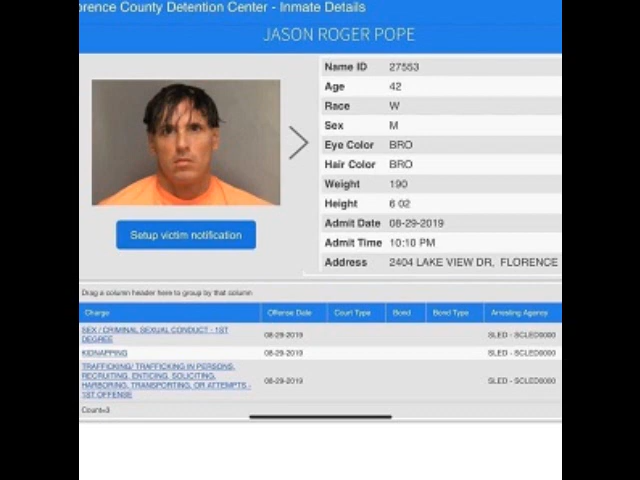 orence County Detention Center - Inmate Details
JASON ROGER POPE
Name ID 27553
Age 42
Race W
Sex M
Eye Color BRO
Hair Color BRO
Weight 190
Height 6 02
Admit Date 08-29-2019
Admit Time 10:10 PM
Address 2404 LAKE VIEW DR, FLORENCE
Setup victim notification
Drag a column header here to group by that column
Charge Offense Date Court Type Bond Bond Type Arresting Agency
SEX / CRIMINAL SEXUAL CONDUCT - 1ST
DEGREE 08-29-2019 SLED - SCLED0000
KIDNAPPING 08-29-2019 SLED - SCLED0000
TRAFFICKING/ TRAFFICKING IN PERSONS,
RECRUITING, ENTICING, SOLICITING,
HARBORING, TRANSPORTING, OR ATTEMPTS - 08-29-2019 SLED - SCLED0000
1ST OFFENSE
Count=3